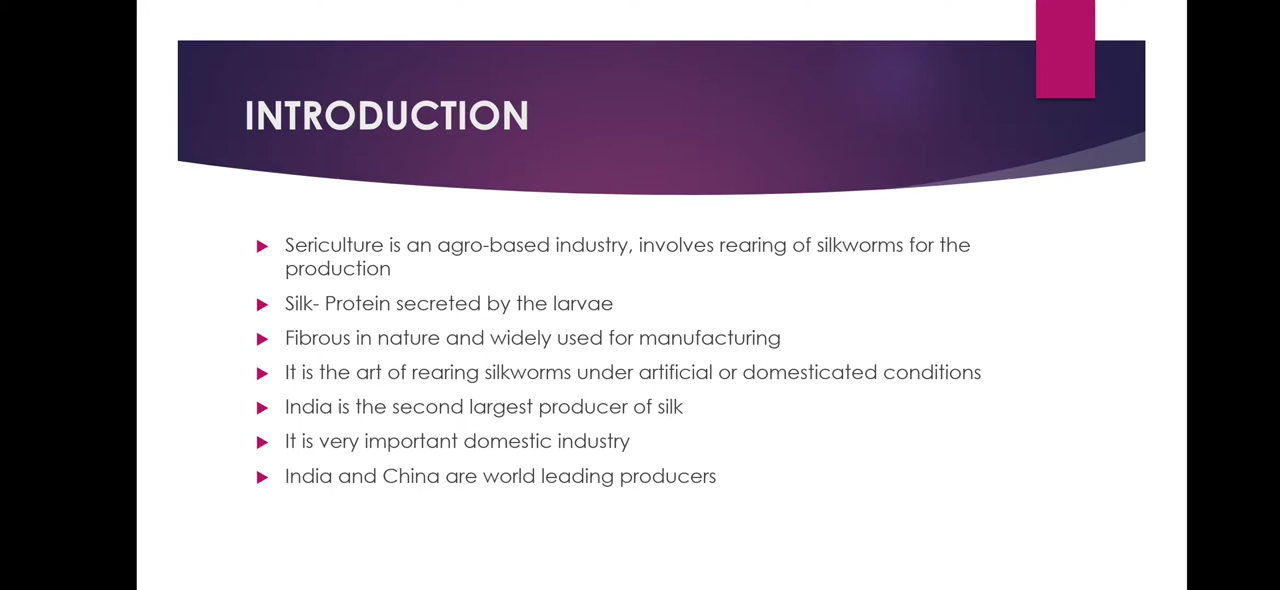 INTRODUCTION
Sericulture is an agro-based industry, involves rearing of silkworms for the
production
Silk- Protein secreted by the larvae
Fibrous in nature and widely used for manufacturing
It is the art of rearing silkworms under artificial or domesticated conditions
India is the second largest producer of silk
It is very important domestic industry
India and China are world leading producers